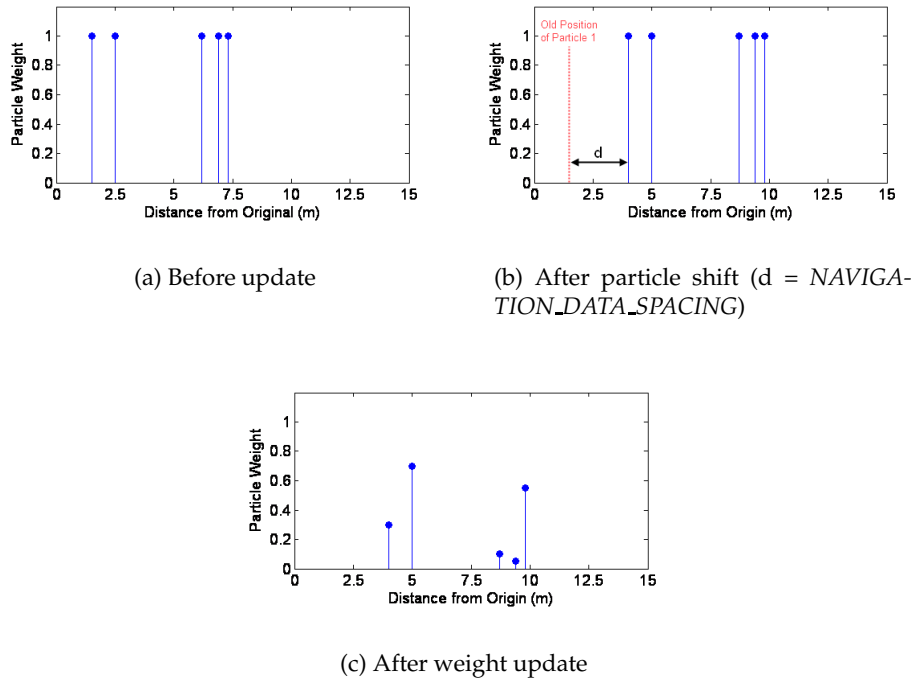 Particle Weight
1
0.8
0.6
0.4
0.2
0
0 2.5 5 7.5 10 12.5 15
Distance from Original (m)
(a) Before update
Particle Weight
1
0.8
0.6
0.4
0.2
0
Old Position
of Particle 1
d
0 2.5 5 7.5 10 12.5 15
Distance from Origin (m)
(b) After particle shift (d = NAVIGA-
TION_DATA_SPACING)
Particle Weight
1
0.8
0.6
0.4
0.2
0
0 2.5 5 7.5 10 12.5 15
Distance from Origin (m)
(c) After weight update